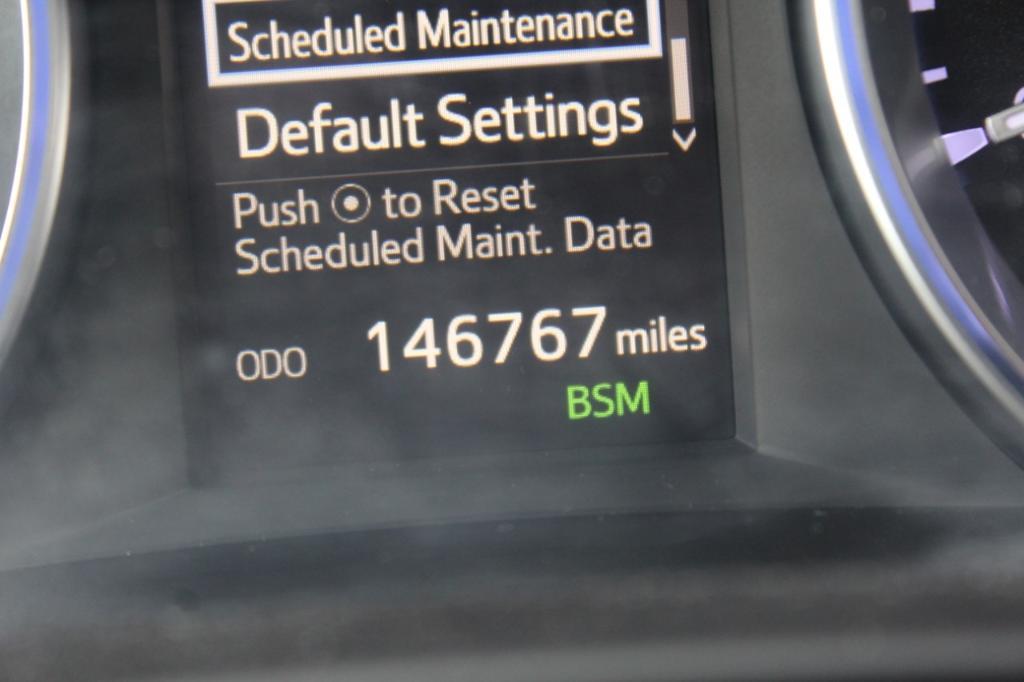 Scheduled Maintenance
Default Settings
Push to Reset
Scheduled Maint. Data
ODO 146767 miles
BSM